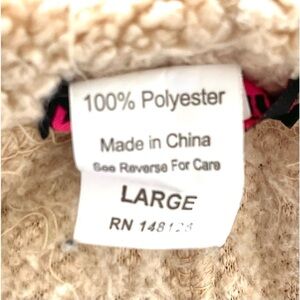 100% Polyester
Made in China
See Reverse For Care
LARGE
RN